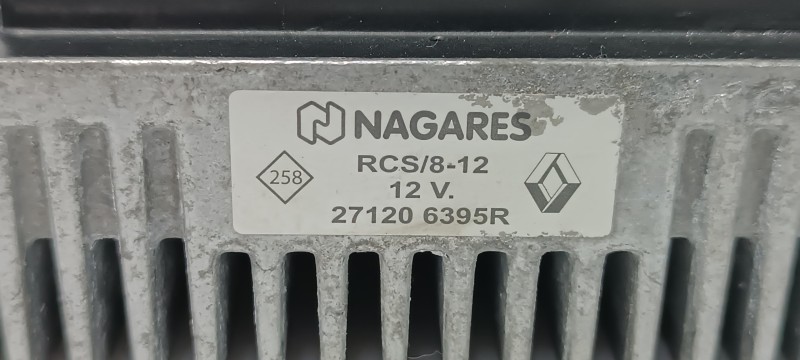 NAGARES
RCS/8-12
258
12 V.
27120 6395R